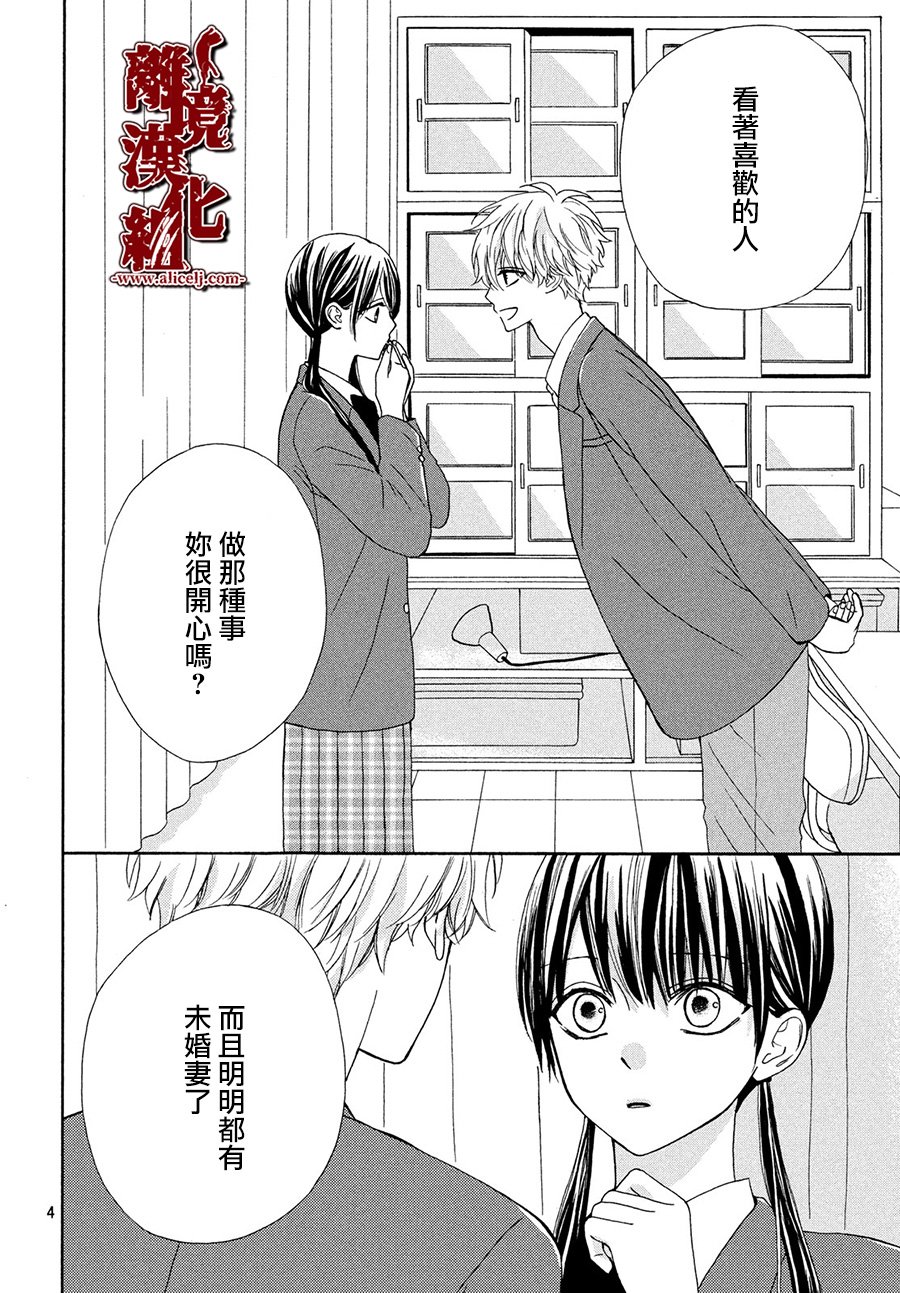 離境漢化組
-www.alicelj.com-
看著喜歡的人
做那種事
妳很開心嗎?
而且明明都有
未婚妻了
4